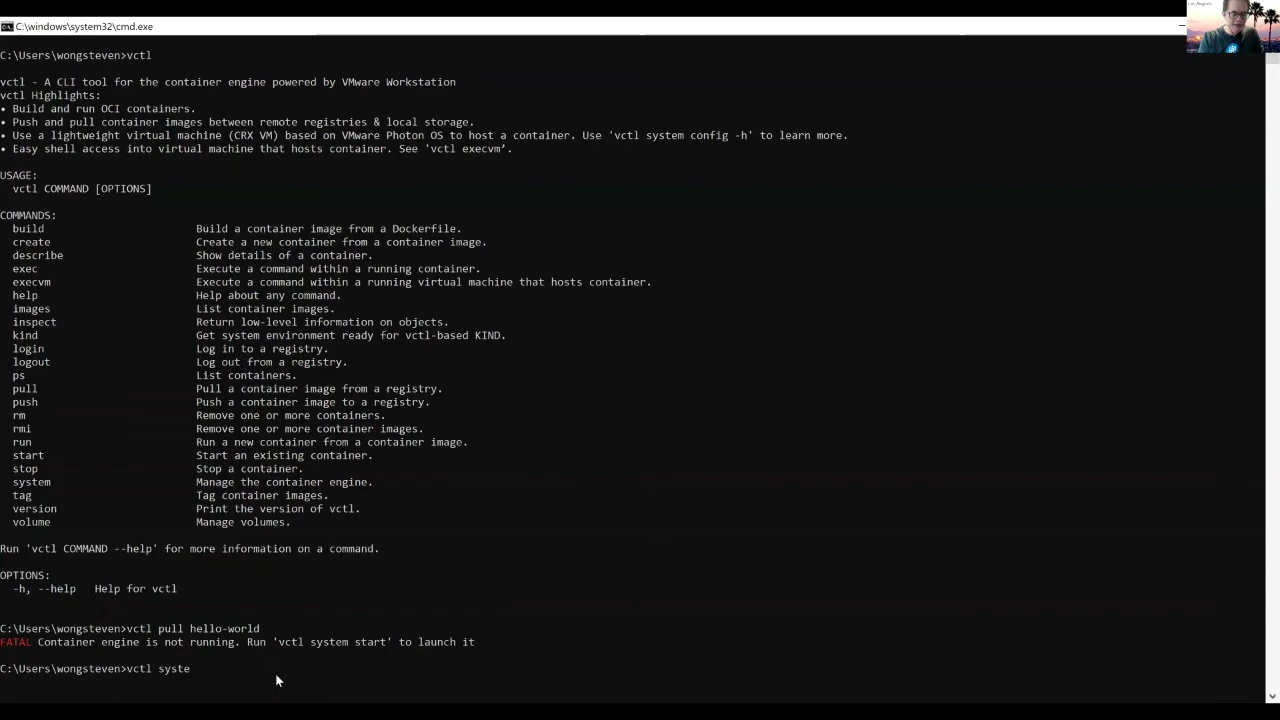 C:\windows\system32\cmd.exe
C:\Users\wongsteven>vctl
vctl - A CLI tool for the container engine powered by VMware Workstation
vctl Highlights:
• Build and run OCI containers.
• Push and pull container images between remote registries & local storage.
• Use a lightweight virtual machine (CRX VM) based on VMware Photon OS to host a container. Use 'vctl system config -h' to learn more.
• Easy shell access into virtual machine that hosts container. See 'vctl execvm’.
USAGE:
vctl COMMAND [OPTIONS]
COMMANDS:
build Build a container image from a Dockerfile.
create Create a new container from a container image.
describe Show details of a container.
exec Execute a command within a running container.
execvm Execute a command within a running virtual machine that hosts container.
help Help about any command.
images List container images.
inspect Return low-level information on objects.
kind Get system environment ready for vctl-based KIND.
login Log in to a registry.
logout Log out from a registry.
ps List containers.
pull Pull a container image from a registry.
push Push a container image to a registry.
rm Remove one or more containers.
rmi Remove one or more container images.
run Run a new container from a container image.
start Start an existing container.
stop Stop a container.
system Manage the container engine.
tag Tag container images.
version Print the version of vctl.
volume Manage volumes.
Run 'vctl COMMAND --help' for more information on a command.
OPTIONS:
-h, --help Help for vctl
C:\Users\wongsteven>vctl pull hello-world
FATAL Container engine is not running. Run 'vctl system start' to launch it
C:\Users\wongsteven>vctl syste